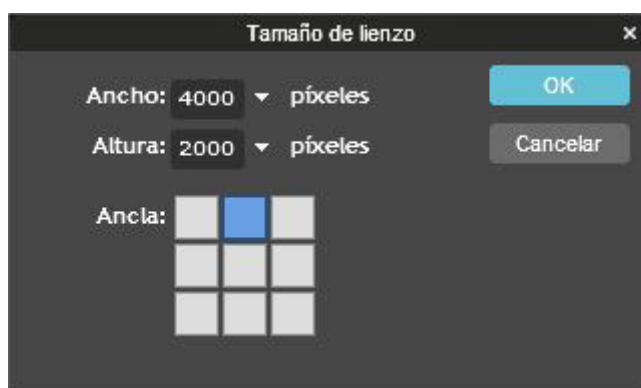 Tamaño de lienzo ×
Ancho: 4000 píxeles
OK
Altura: 2000 píxeles
Cancelar
Ancla: